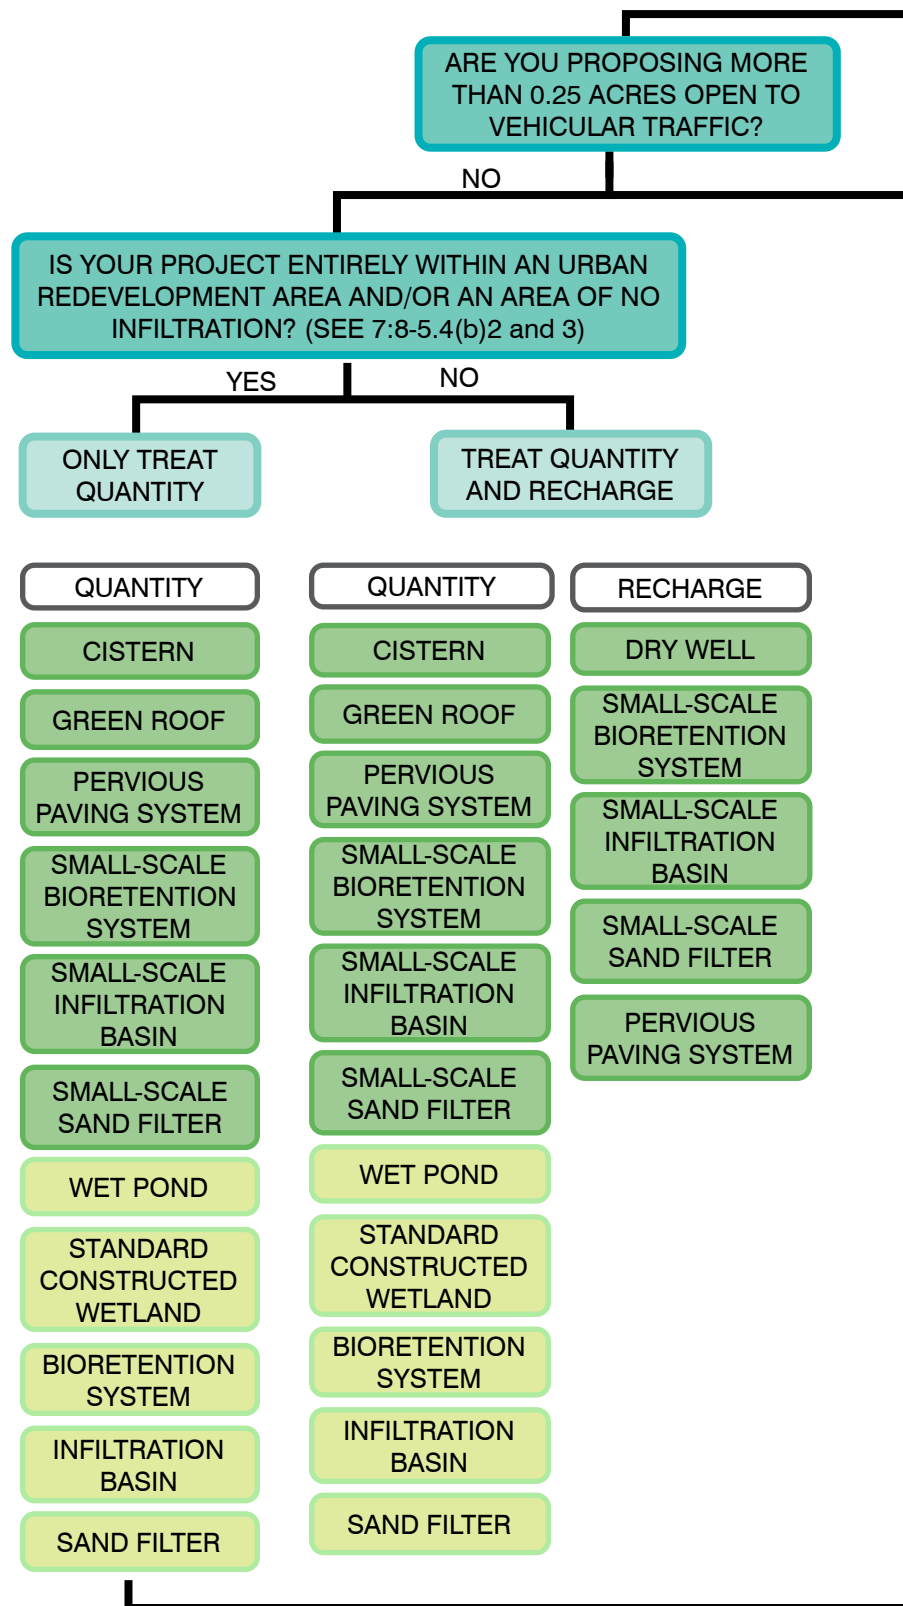 ARE YOU PROPOSING MORE
THAN 0.25 ACRES OPEN TO
VEHICULAR TRAFFIC?
NO
IS YOUR PROJECT ENTIRELY WITHIN AN URBAN
REDEVELOPMENT AREA AND/OR AN AREA OF NO
INFILTRATION? (SEE 7:8-5.4(b)2 and 3)
YES
NO
ONLY TREAT
QUANTITY
TREAT QUANTITY
AND RECHARGE
QUANTITY
CISTERN
GREEN ROOF
PERVIOUS
PAVING SYSTEM
SMALL-SCALE
BIORETENTION
SYSTEM
SMALL-SCALE
INFILTRATION
BASIN
SMALL-SCALE
SAND FILTER
WET POND
STANDARD
CONSTRUCTED
WETLAND
BIORETENTION
SYSTEM
INFILTRATION
BASIN
SAND FILTER
QUANTITY
CISTERN
GREEN ROOF
PERVIOUS
PAVING SYSTEM
SMALL-SCALE
BIORETENTION
SYSTEM
SMALL-SCALE
INFILTRATION
BASIN
SMALL-SCALE
SAND FILTER
WET POND
STANDARD
CONSTRUCTED
WETLAND
BIORETENTION
SYSTEM
INFILTRATION
BASIN
SAND FILTER
RECHARGE
DRY WELL
SMALL-SCALE
BIORETENTION
SYSTEM
SMALL-SCALE
INFILTRATION
BASIN
SMALL-SCALE
SAND FILTER
PERVIOUS
PAVING SYSTEM